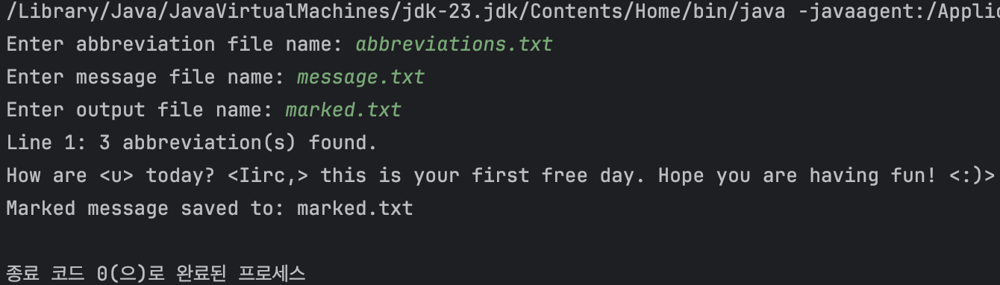 /Library/Java/JavaVirtualMachines/jdk-23.jdk/Contents/Home/bin/java -javaagent:/Applic
Enter abbreviation file name: abbreviations.txt
Enter message file name: message.txt
Enter output file name: marked.txt
Line 1: 3 abbreviation(s) found.
How are <u> today? <Iirc,> this is your first free day. Hope you are having fun! <:)>
Marked message saved to: marked.txt
종료 코드 0(으)로 완료된 프로세스